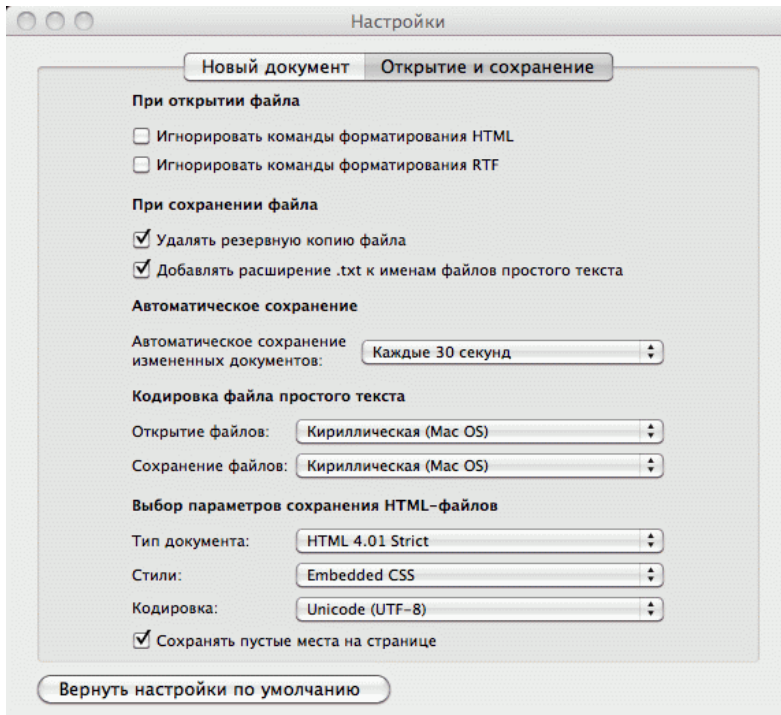 Настройки
Новый документ
Открытие и сохранение
При открытии файла
Игнорировать команды форматирования HTML
Игнорировать команды форматирования RTF
При сохранении файла
Удалять резервную копию файла
Добавлять расширение .txt к именам файлов простого текста
Автоматическое сохранение
Автоматическое сохранение
измененных документов:
Каждые 30 секунд
Кодировка файла простого текста
Открытие файлов:
Кириллическая (Mac OS)
Сохранение файлов:
Кириллическая (Mac OS)
Выбор параметров сохранения HTML-файлов
Тип документа:
HTML 4.01 Strict
Стили:
Embedded CSS
Кодировка:
Unicode (UTF-8)
Сохранять пустые места на странице
Вернуть настройки по умолчанию